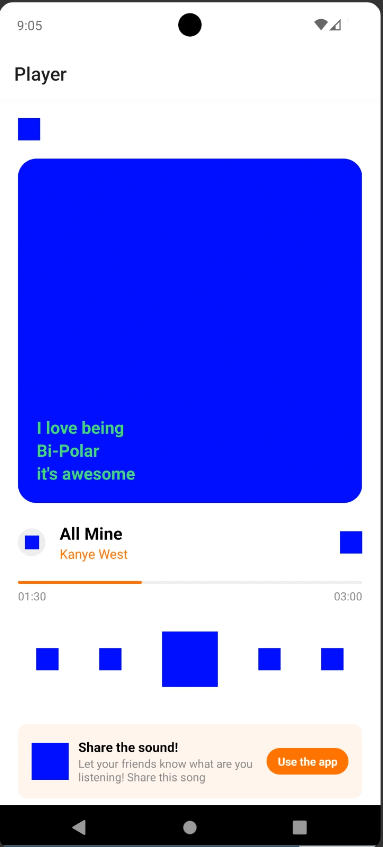 9:05
Player
I love being
Bi-Polar
it's awesome
All Mine
Kanye West
01:30 03:00
Share the sound!
Let your friends know what are you
listening! Share this song
Use the app